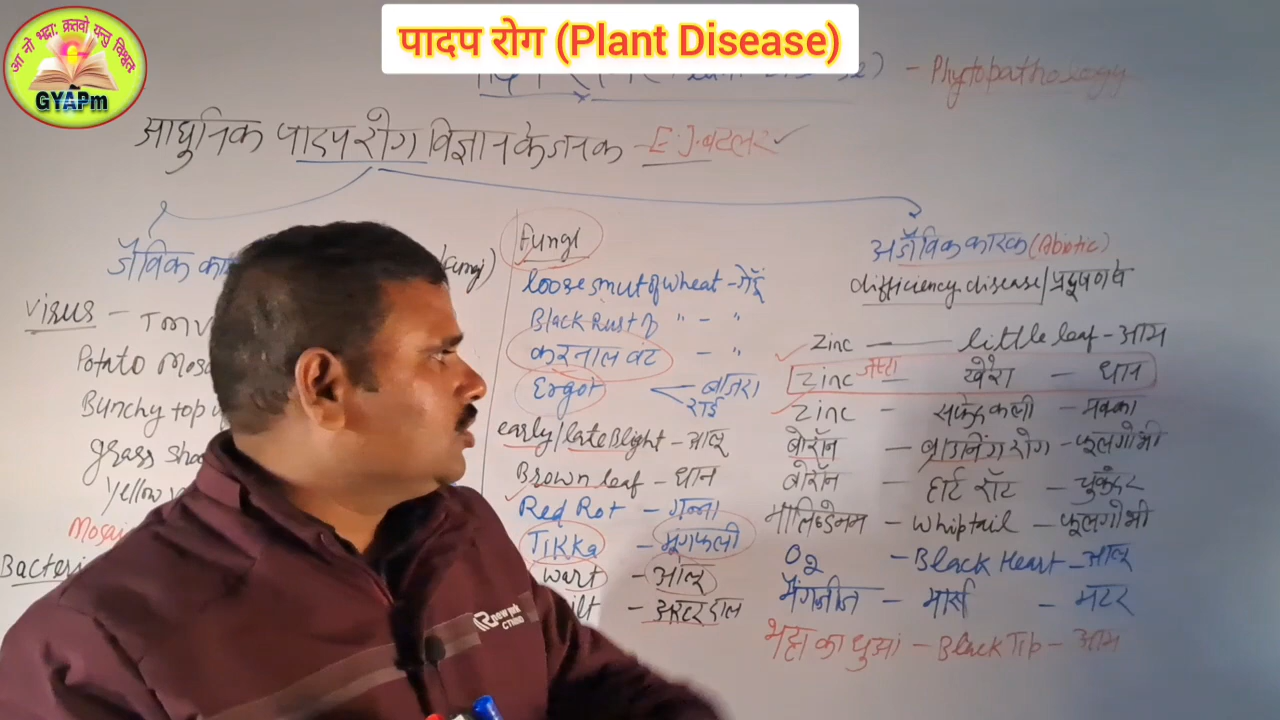 पादप रोग (Plant Disease)
आ नो भद्राः क्रतवो यन्तु विश्वतः
GYAPm
- Phytopathology
आधुनिक पादप रोग विज्ञान के जनक - E.J. बटलर ✓
जैविक का
fungi)
Virus - TMV
Potato Mosa
Bunchy top
grass sho
Yellow
Mosai
Bacteri
Fungi
loose smut of wheat - गेहूँ
Black Rust of " - "
करनाल बंट - "
Ergot बाजरा
राई
early/late Blight - आलू
Brown leaf - धान
Red Rot - गन्ना
TIKKa - मूंगफली
wart - आलू
ilt - अरहर दाल
अजैविक कारक (Abiotic)
difficiency disease/प्रदूषण से
Zinc - little leaf - आम
Zinc जस्ता - खैरा - धान
Zinc - सफेद कली - मक्का
बोरॉन - ब्राउनिंग रोग - फूलगोभी
बोरॉन - हार्ट रॉट - चुकंदर
मालिब्डेनम - whiptail - फूलगोभी
O2 - Black Heart - आलू
मैंगनीज - मार्श - मटर
भट्टा का धुआं - Black Tip - आम
Rnewpork
CTMND